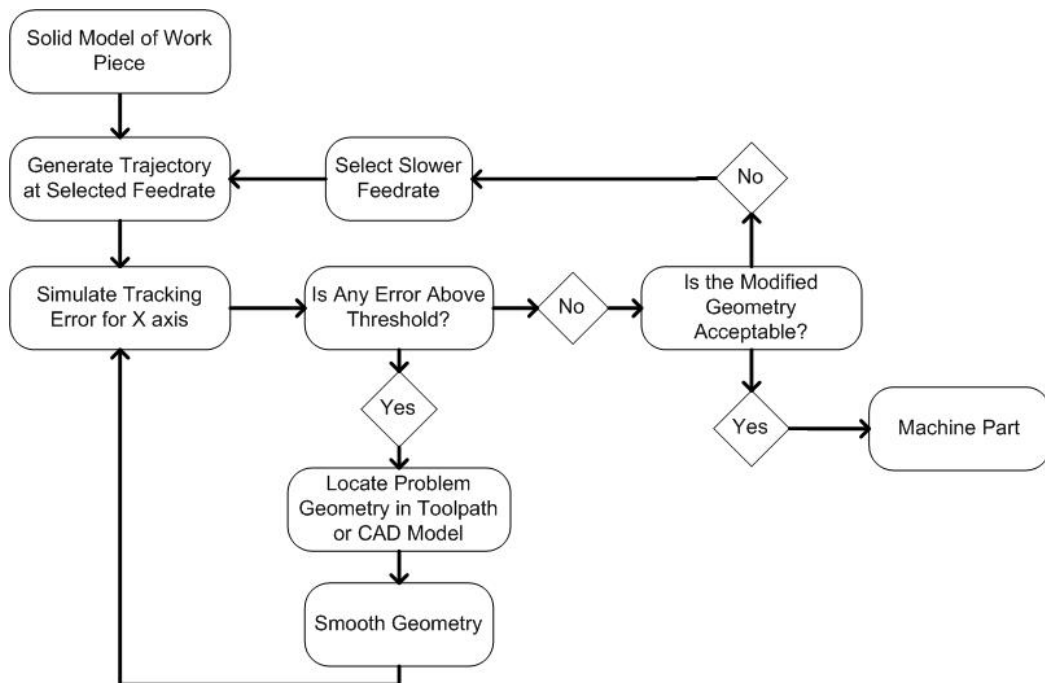 Solid Model of Work
Piece
Generate Trajectory
at Selected Feedrate
Select Slower
Feedrate
No
Simulate Tracking
Error for X axis
Is Any Error Above
Threshold?
No
Is the Modified
Geometry
Acceptable?
Yes
Yes
Machine Part
Locate Problem
Geometry in Toolpath
or CAD Model
Smooth Geometry